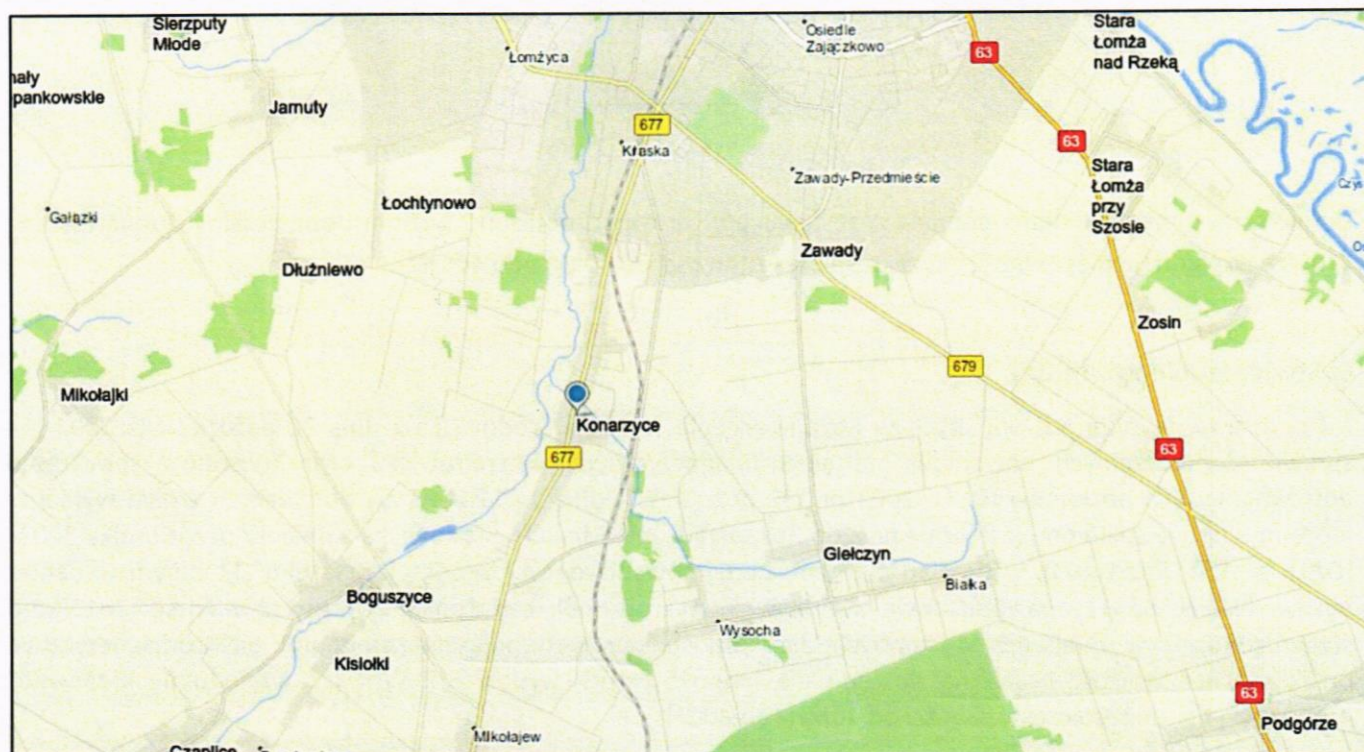 Sierzputy
Młode
Osiedle
Zajączkowo
Stara
Łomża
nad Rzeką
63
Łomżyca
pankowskie
Jarnuty
677
63
Kraska
Stara
Łomża
przy
Szosie
Zawady-Przedmieście
Łochtynowo
Gałązki
Zawady
Dłużniewo
Zosin
679
Mikołajki
Konarzyce
677
63
Giełczyn
Białka
Boguszyce
Wysocha
Kisiołki
63
Podgórze
Mikołajew
Czaplice